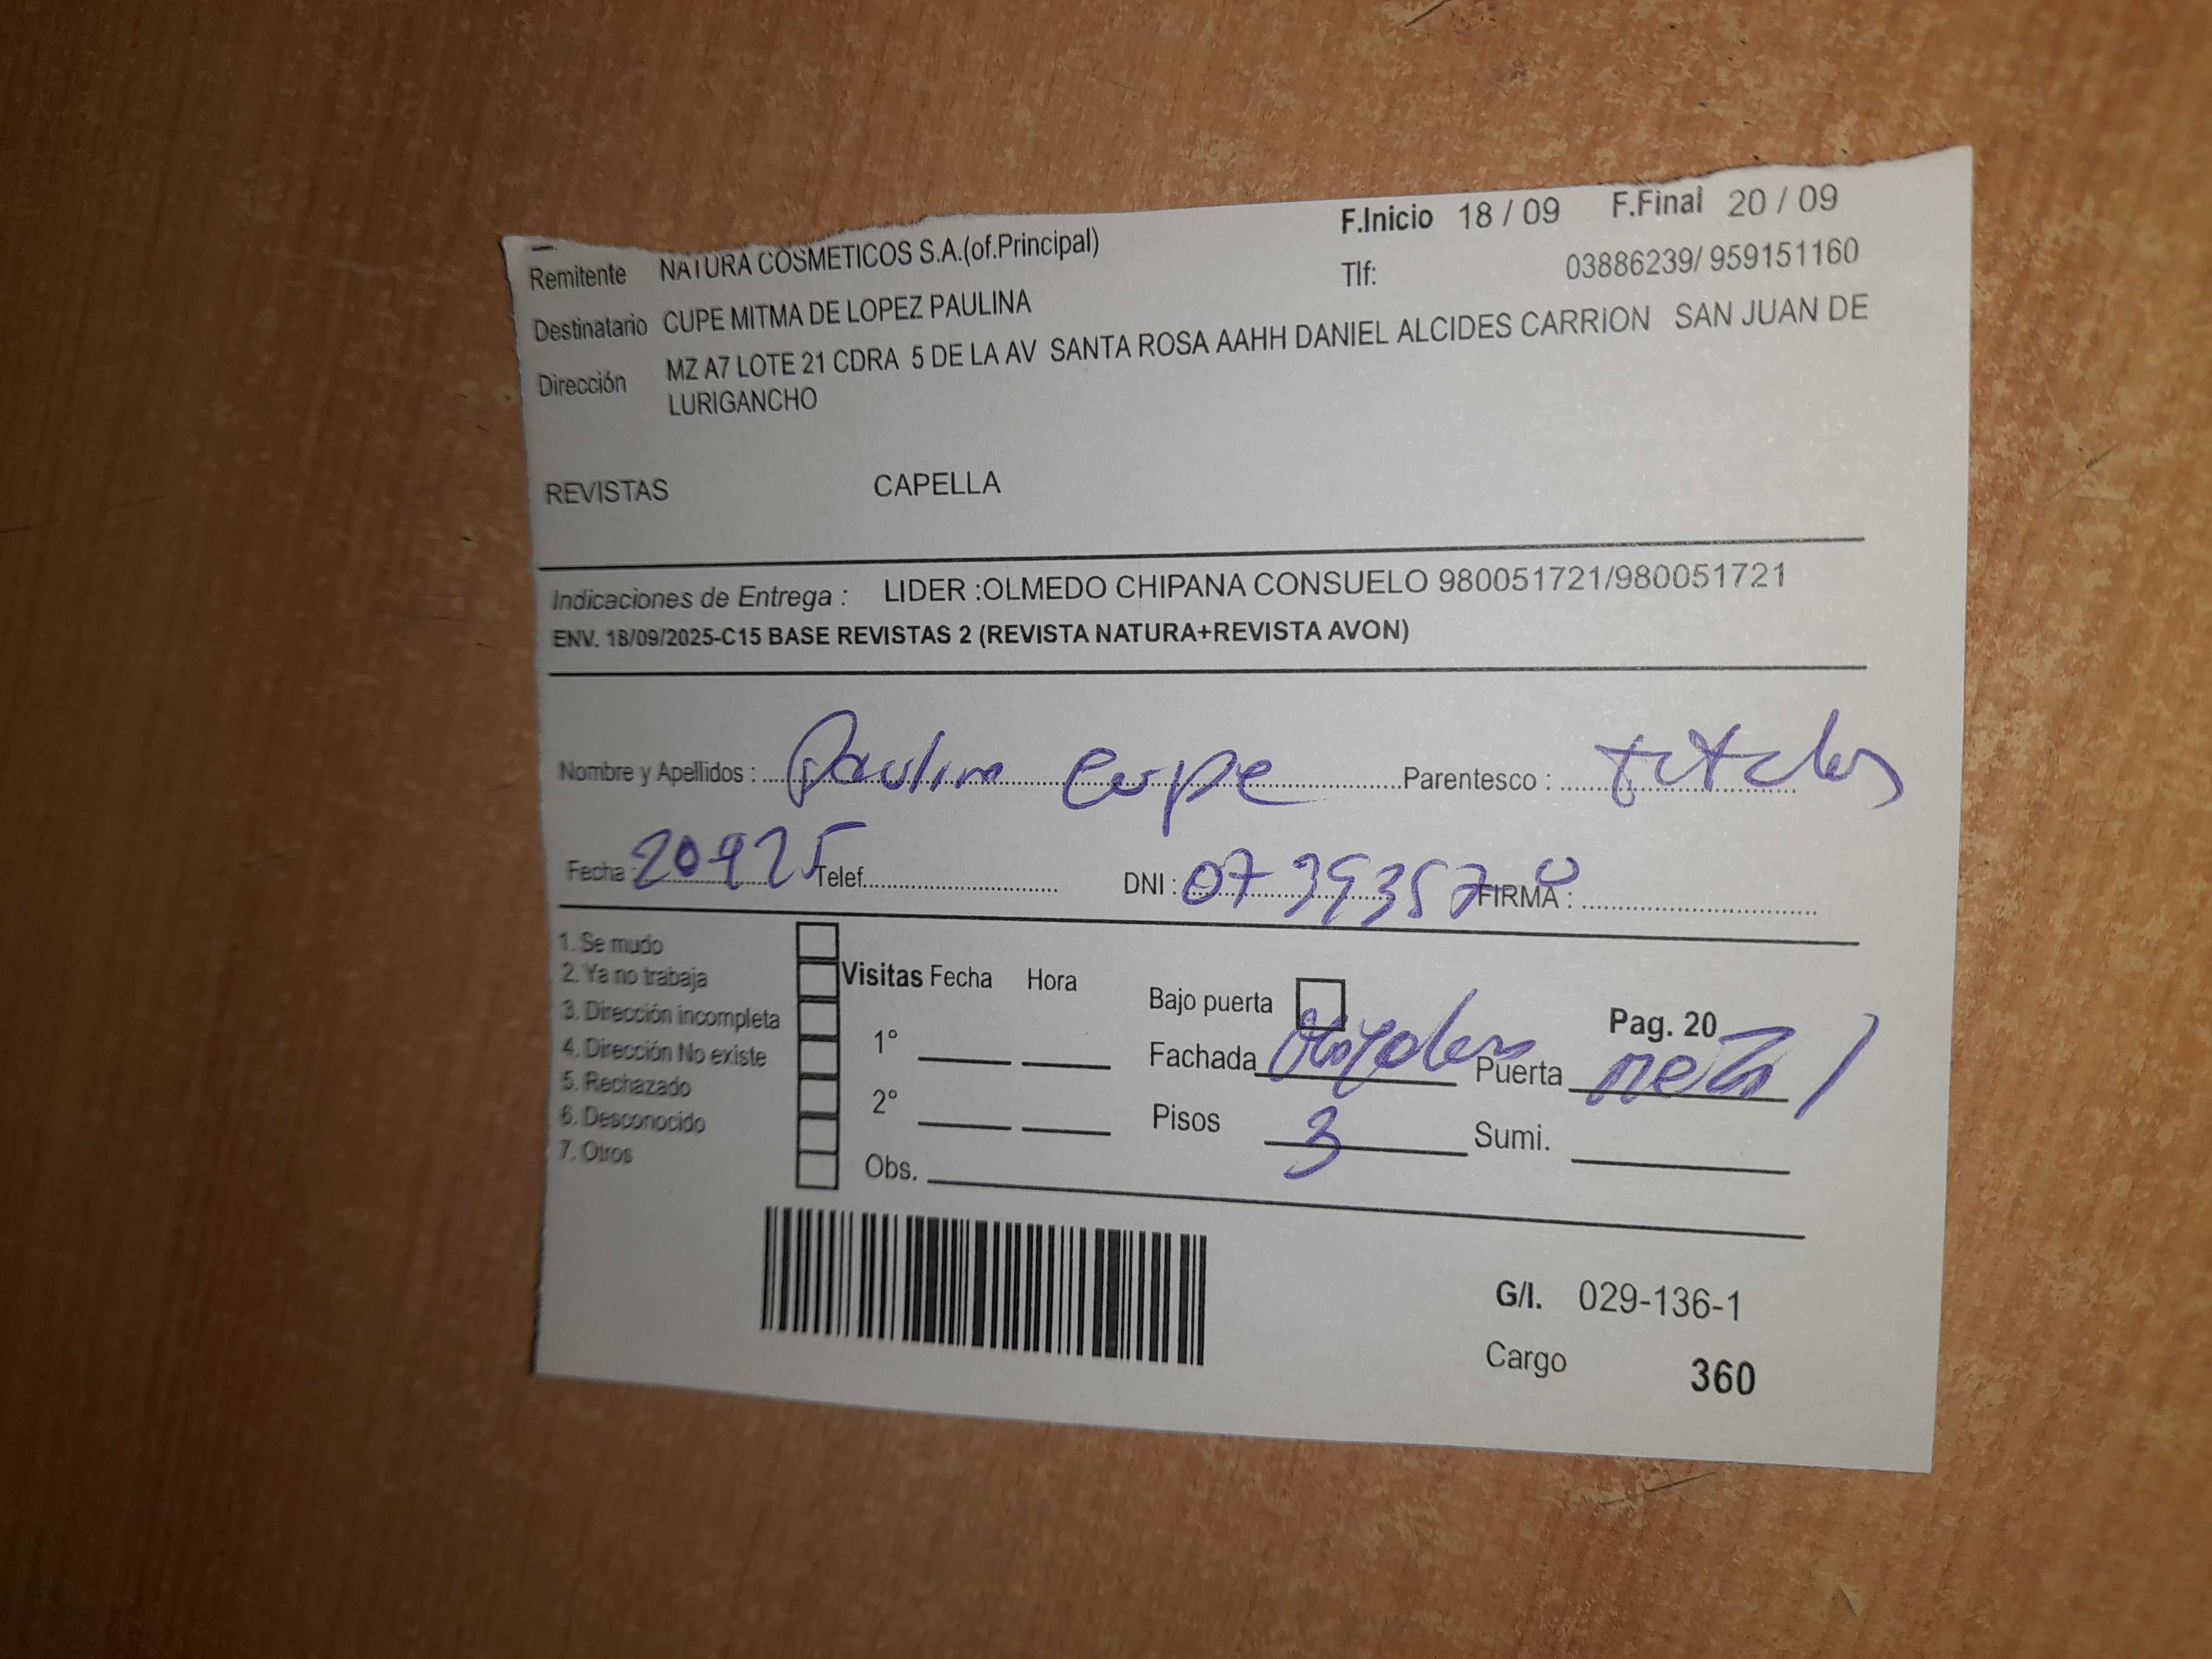 F.Inicio 18 / 09 F.Final 20 / 09
Remitente NATURA COSMETICOS S.A.(of.Principal) Tlf: 03886239/ 959151160
Destinatario CUPE MITMA DE LOPEZ PAULINA
Dirección MZ A7 LOTE 21 CDRA 5 DE LA AV SANTA ROSA AAHH DANIEL ALCIDES CARRION SAN JUAN DE
LURIGANCHO
REVISTAS CAPELLA
Indicaciones de Entrega : LIDER :OLMEDO CHIPANA CONSUELO 980051721/980051721
ENV. 18/09/2025-C15 BASE REVISTAS 2 (REVISTA NATURA+REVISTA AVON)
Nombre y Apellidos : Paulina cupe Parentesco :
Fecha : 20925 Telef. DNI : 07393578 FIRMA :
1. Se mudo
2. Ya no trabaja Visitas Fecha Hora Bajo puerta
3. Dirección incompleta Pag. 20
4. Dirección No existe 1° Fachada Puerta
5. Rechazado
6. Desconocido 2° Pisos 3 Sumi.
7. Otros Obs.
G/I. 029-136-1
Cargo 360